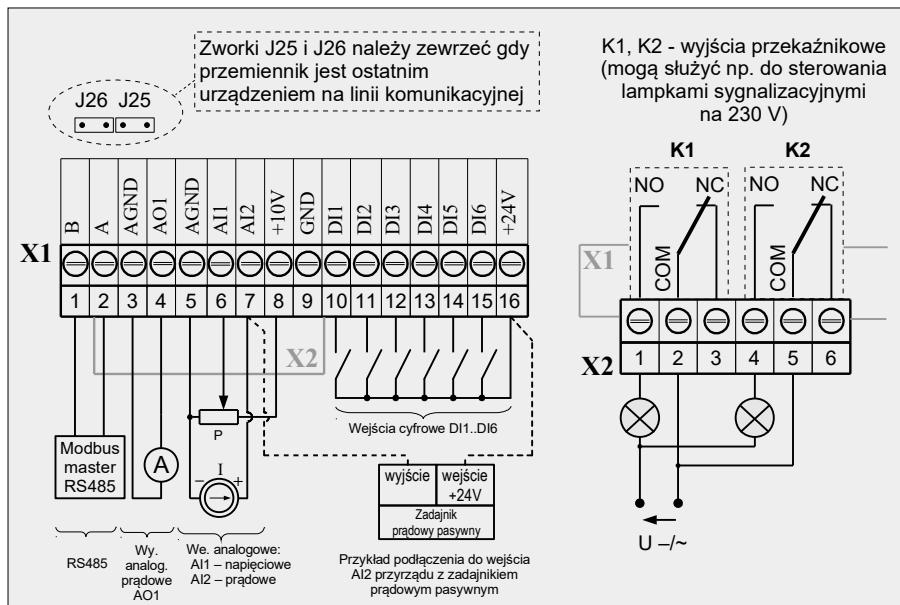 Zworki J25 i J26 należy zewrzeć gdy
przemiennik jest ostatnim
urządzeniem na linii komunikacyjnej
J26 J25
K1, K2 - wyjścia przekaźnikowe
(mogą służyć np. do sterowania
lampkami sygnalizacyjnymi
na 230 V)
K1 K2
NO NC NO NC
COM COM
X1
B A AGND AO1 AGND AI1 AI2 +10V GND DI1 DI2 DI3 DI4 DI5 DI6 +24V
X1
1 2 3 4 5 6 7 8 9 10 11 12 13 14 15 16
X2
X2
1 2 3 4 5 6
P
Wejścia cyfrowe DI1..DI6
Modbus
master
RS485
A
I
– +
wyjście
wejście
+24V
Zadajnik
prądowy pasywny
U –/~
RS485
Wy.
analog.
prądowe
AO1
We. analogowe:
AI1 – napięciowe
AI2 – prądowe
Przykład podłączenia do wejścia
AI2 przyrządu z zadajnikiem
prądowym pasywnym